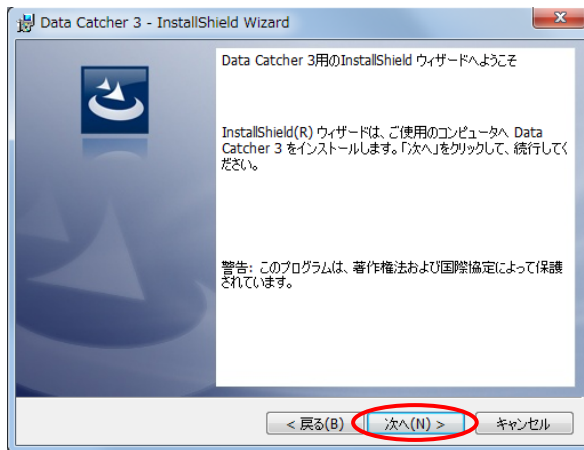 Data Catcher 3 - InstallShield Wizard
Data Catcher 3用のInstallShield ウィザードへようこそ
InstallShield(R) ウィザードは、ご使用のコンピュータへ Data
Catcher 3 をインストールします。「次へ」をクリックして、続行してく
ださい。
警告: このプログラムは、著作権法および国際協定によって保護
されています。
< 戻る(B)
次へ(N) >
キャンセル